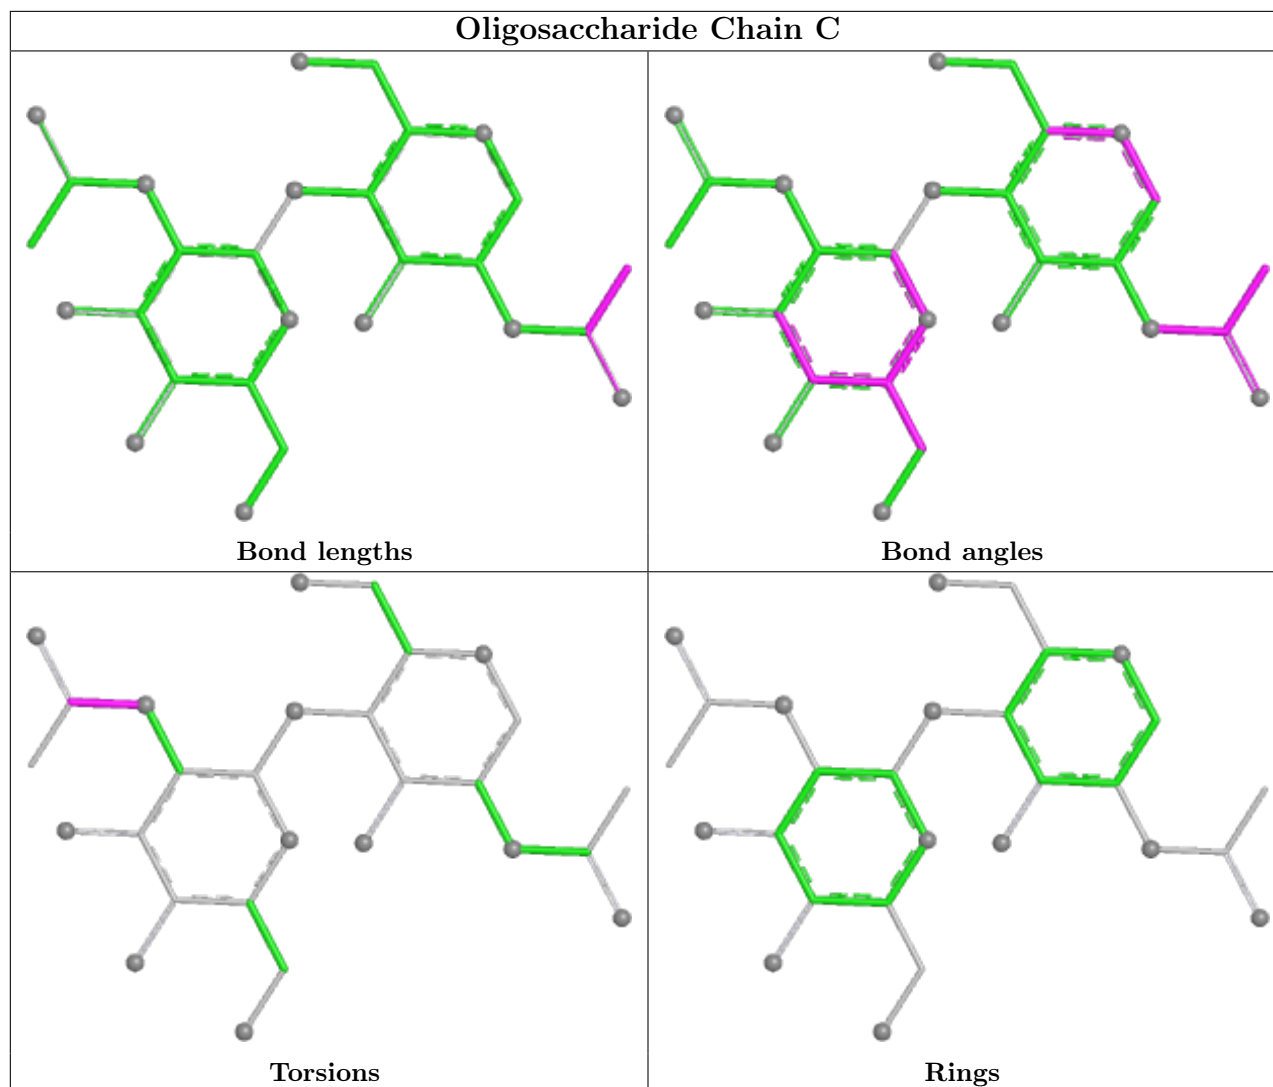 Oligosaccharide Chain C
Bond lengths
Bond angles
Torsions
Rings